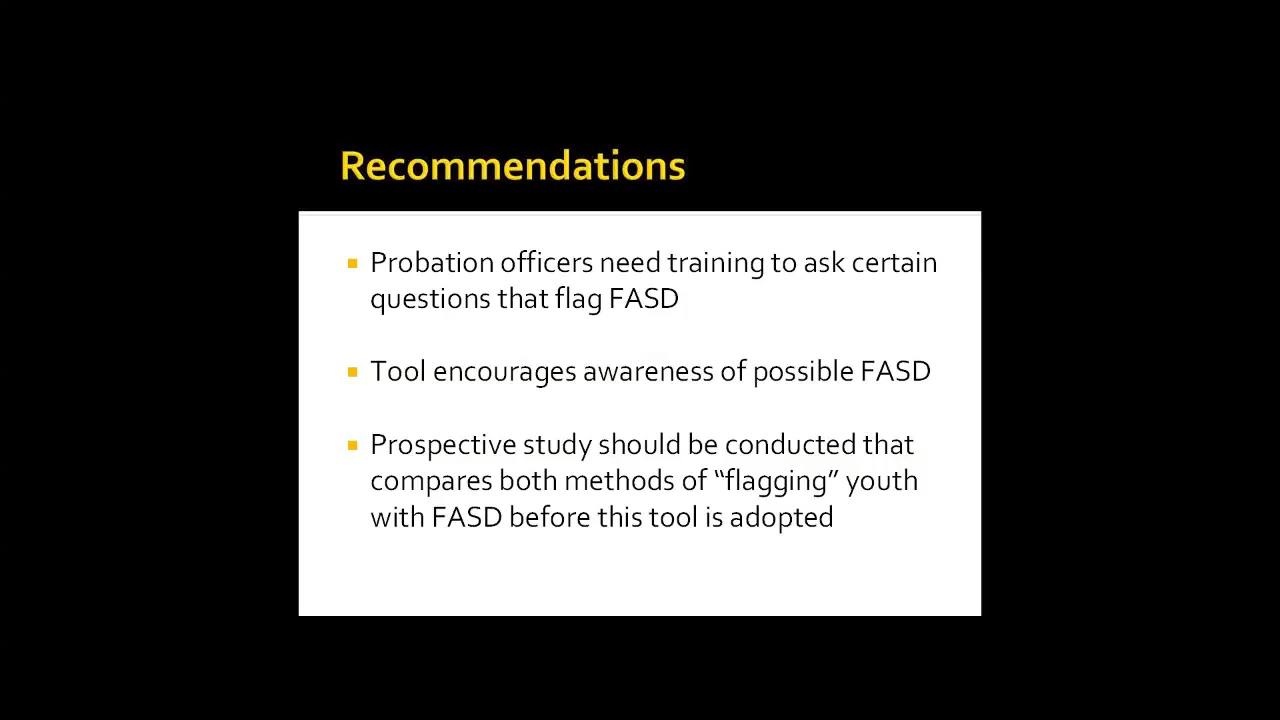 Recommendations
Probation officers need training to ask certain
questions that flag FASD
Tool encourages awareness of possible FASD
Prospective study should be conducted that
compares both methods of “flagging” youth
with FASD before this tool is adopted